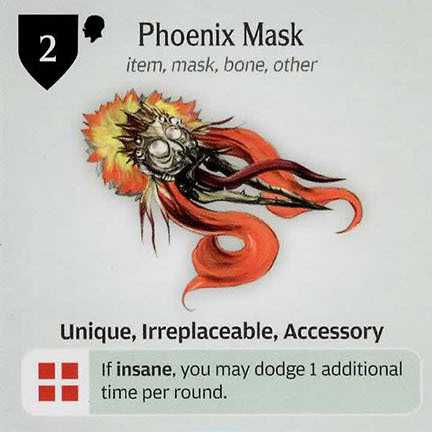 2
Phoenix Mask
item, mask, bone, other
Unique, Irreplaceable, Accessory
If insane, you may dodge 1 additional
time per round.